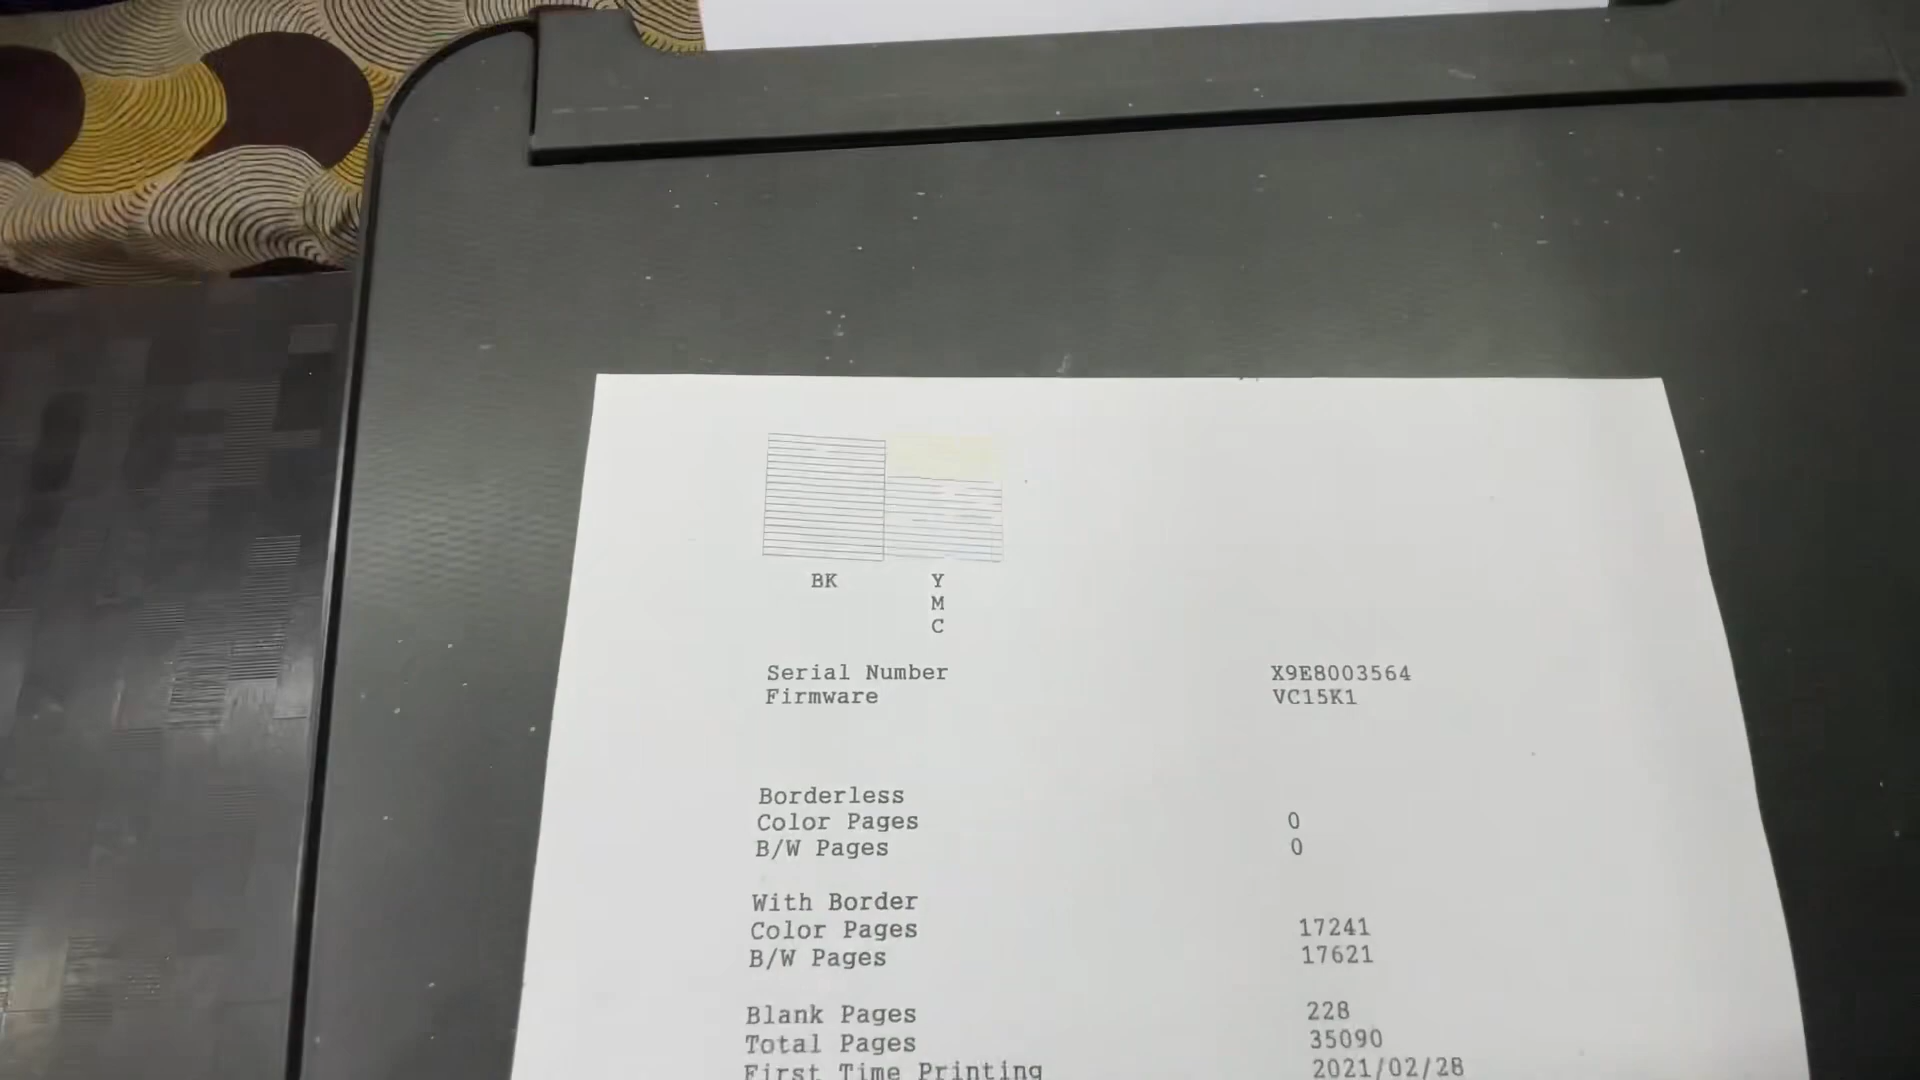 BK Y
M
C
Serial Number X9E8003564
Firmware VC15K1
Borderless
Color Pages 0
B/W Pages 0
With Border
Color Pages 17241
B/W Pages 17621
Blank Pages 228
Total Pages 35090
First Time Printing 2021/02/28